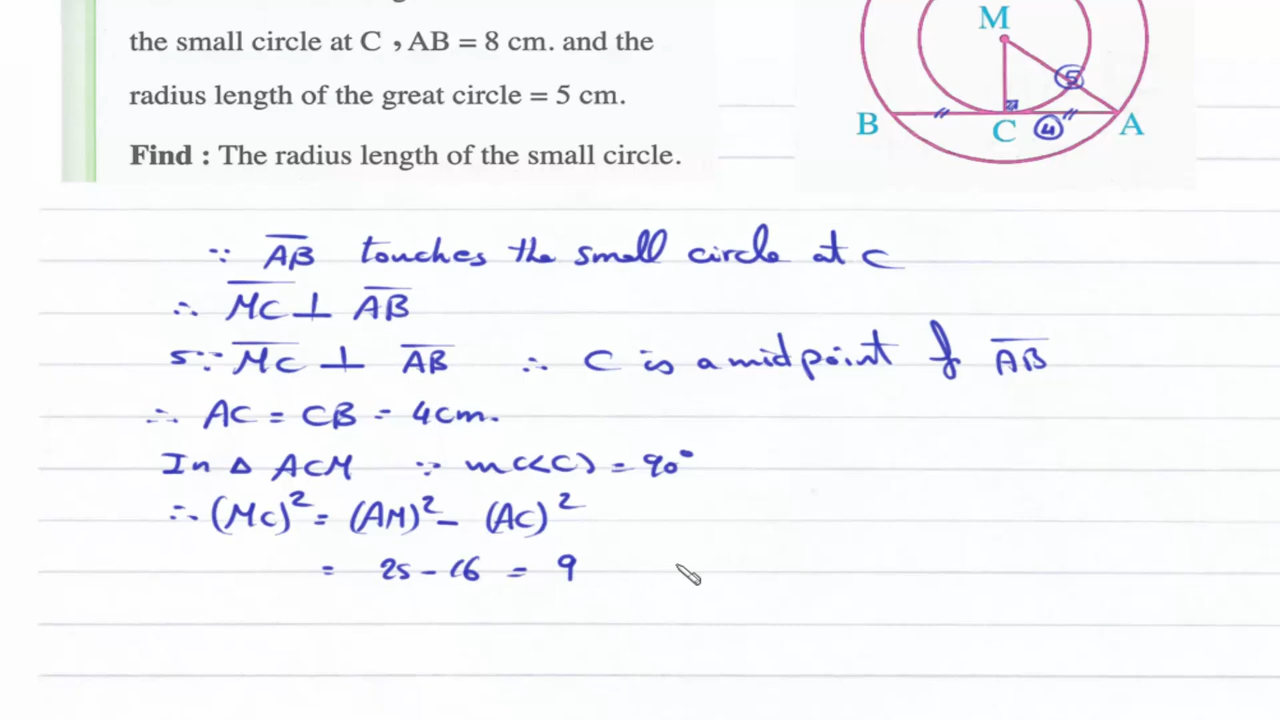 the small circle at C , AB = 8 cm. and the
radius length of the great circle = 5 cm.
Find : The radius length of the small circle.
M
5
B
C
4
A
∵ AB touches the small circle at C
∴ MC ⊥ AB
5 ∵ MC ⊥ AB ∴ C is a midpoint of AB
∴ AC = CB = 4cm.
In Δ ACM ∵ m(<C) = 90°
∴ (MC)² = (AM)² - (AC)²
= 25 - 16 = 9